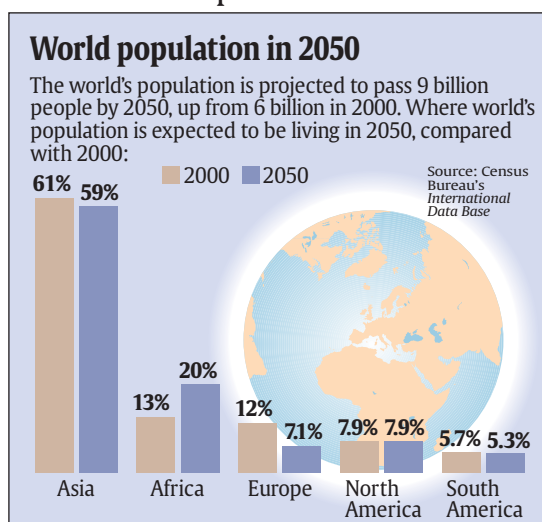 World population in 2050
The world's population is projected to pass 9 billion
people by 2050, up from 6 billion in 2000. Where world's
population is expected to be living in 2050, compared
with 2000:
2000 2050
Source: Census
Bureau's
International
Data Base
61% 59%
13% 20%
12% 7.1%
7.9% 7.9%
5.7% 5.3%
Asia
Africa
Europe
North
America
South
America